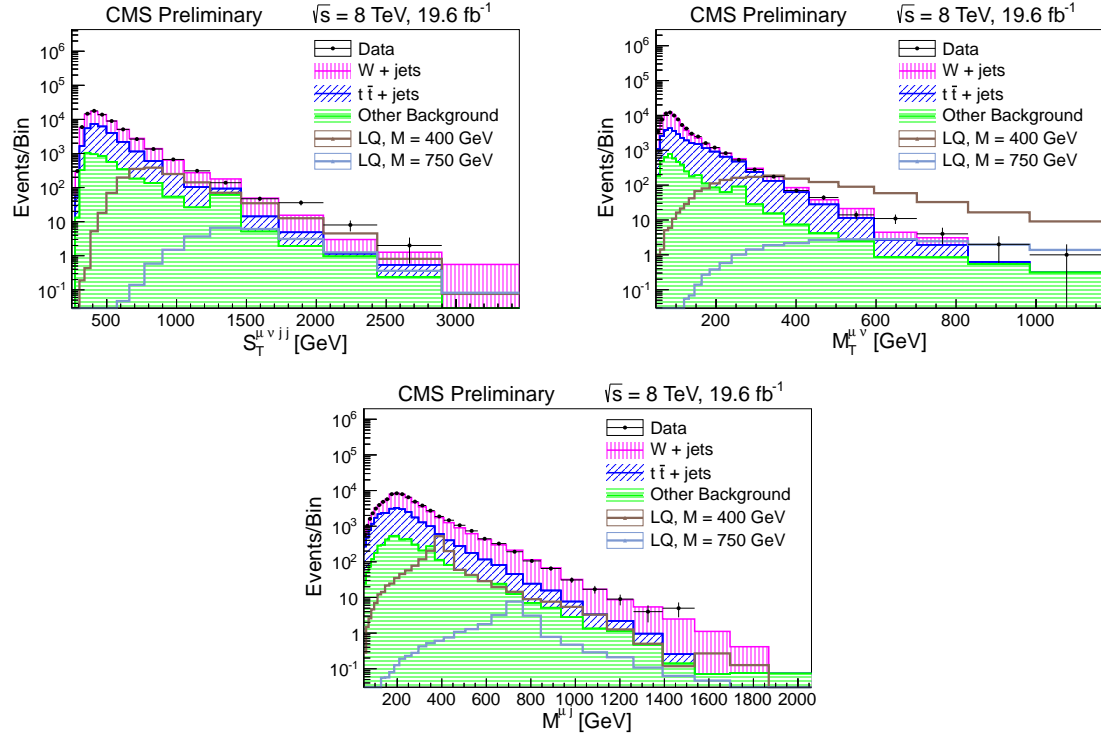 CMS Preliminary √s = 8 TeV, 19.6 fb⁻¹
Events/Bin
10⁶
10⁵
10⁴
10³
10²
10
1
10⁻¹
Data
W + jets
t t̄ + jets
Other Background
LQ, M = 400 GeV
LQ, M = 750 GeV
500 1000 1500 2000 2500 3000
S_T^{μ ν j j} [GeV]
CMS Preliminary √s = 8 TeV, 19.6 fb⁻¹
Events/Bin
10⁶
10⁵
10⁴
10³
10²
10
1
10⁻¹
Data
W + jets
t t̄ + jets
Other Background
LQ, M = 400 GeV
LQ, M = 750 GeV
200 400 600 800 1000
M_T^{μ ν} [GeV]
CMS Preliminary √s = 8 TeV, 19.6 fb⁻¹
Events/Bin
10⁶
10⁵
10⁴
10³
10²
10
1
10⁻¹
Data
W + jets
t t̄ + jets
Other Background
LQ, M = 400 GeV
LQ, M = 750 GeV
200 400 600 800 1000 1200 1400 1600 1800 2000
M^{μ j} [GeV]